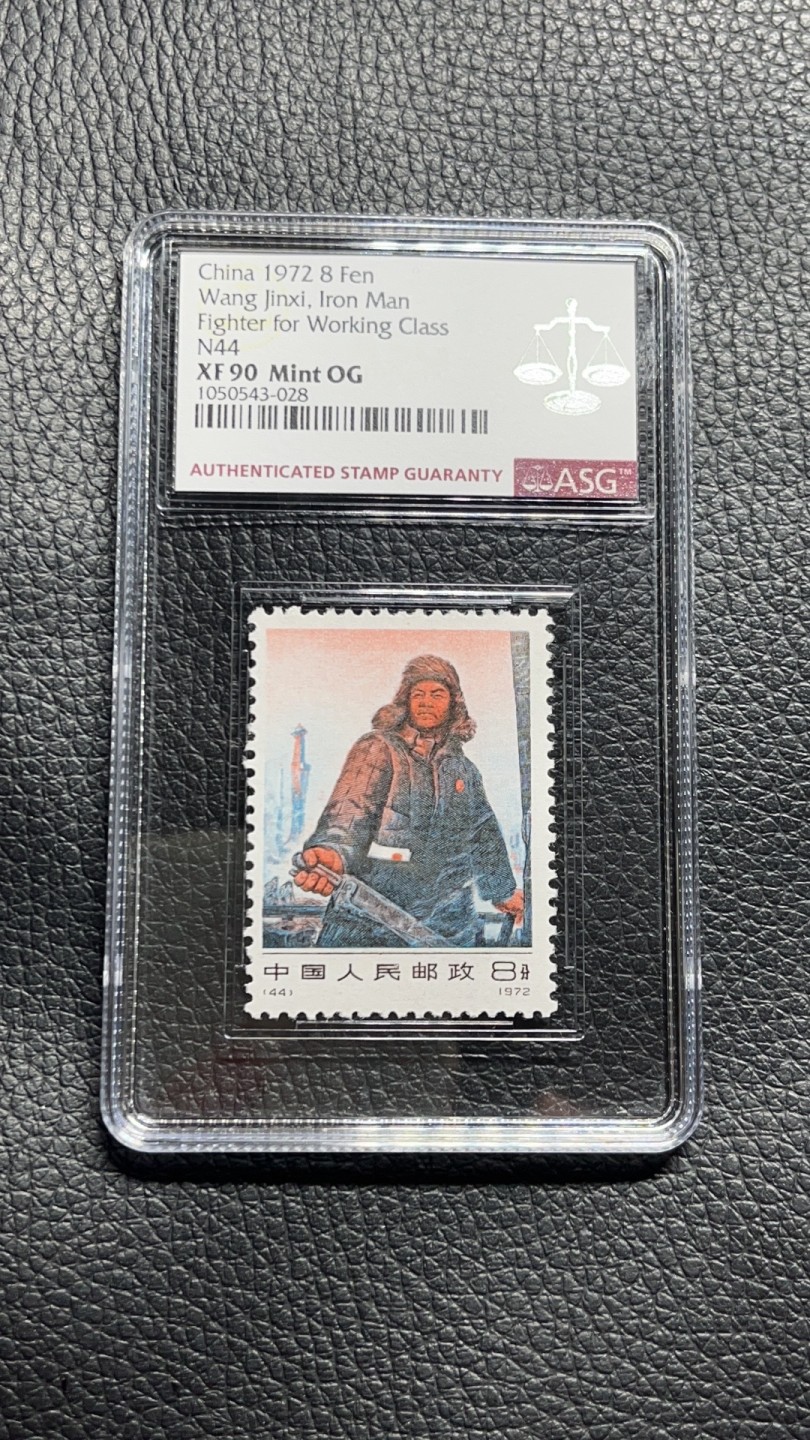 China 1972 8 Fen
Wang Jinxi, Iron Man
Fighter for Working Class
N44
XF 90 Mint OG
1050543-028
AUTHENTICATED STAMP GUARANTY
ASG™
中国人民邮政 8分
(44) 1972